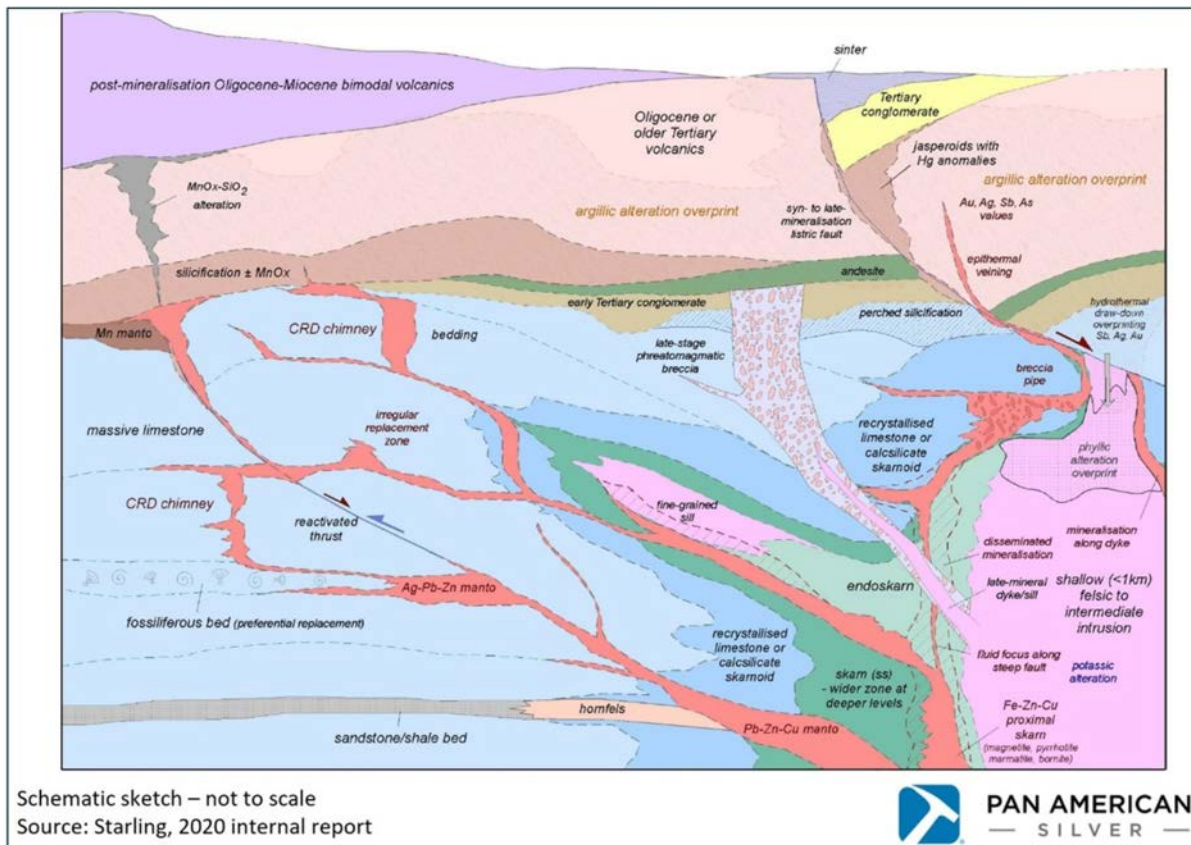 sinter
post-mineralisation Oligocene-Miocene bimodal volcanics
Tertiary
conglomerate
Oligocene or
older Tertiary
volcanics
jasperoids with
Hg anomalies
MnOx-SiO2
alteration
argillic alteration overprint
argillic alteration overprint
syn- to late-
mineralisation
listric fault
Au, Ag, Sb, As
values
epithermal
veining
silicification ± MnOx
andesite
early Tertiary conglomerate
perched silicification
hydrothermal
draw-down
overprinting
Sb, Ag, Au
Mn manto
CRD chimney
bedding
late-stage
phreatomagmatic
breccia
breccia
pipe
massive limestone
irregular
replacement
zone
recrystallised
limestone or
calcsilicate
skarnoid
phyllic
alteration
overprint
CRD chimney
reactivated
thrust
fine-grained
sill
disseminated
mineralisation
mineralisation
along dyke
Ag-Pb-Zn manto
endoskarn
late-mineral
dyke/sill
shallow (<1km)
felsic to
intermediate
intrusion
fossiliferous bed (preferential replacement)
recrystallised
limestone or
calcsilicate
skarnoid
fluid focus along
steep fault
potassic
alteration
skarn (ss)
- wider zone at
deeper levels
hornfels
sandstone/shale bed
Pb-Zn-Cu manto
Fe-Zn-Cu
proximal
skarn
(magnetite, pyrrhotite
marmatite, bornite)
Schematic sketch – not to scale
Source: Starling, 2020 internal report
PAN AMERICAN
— SILVER —